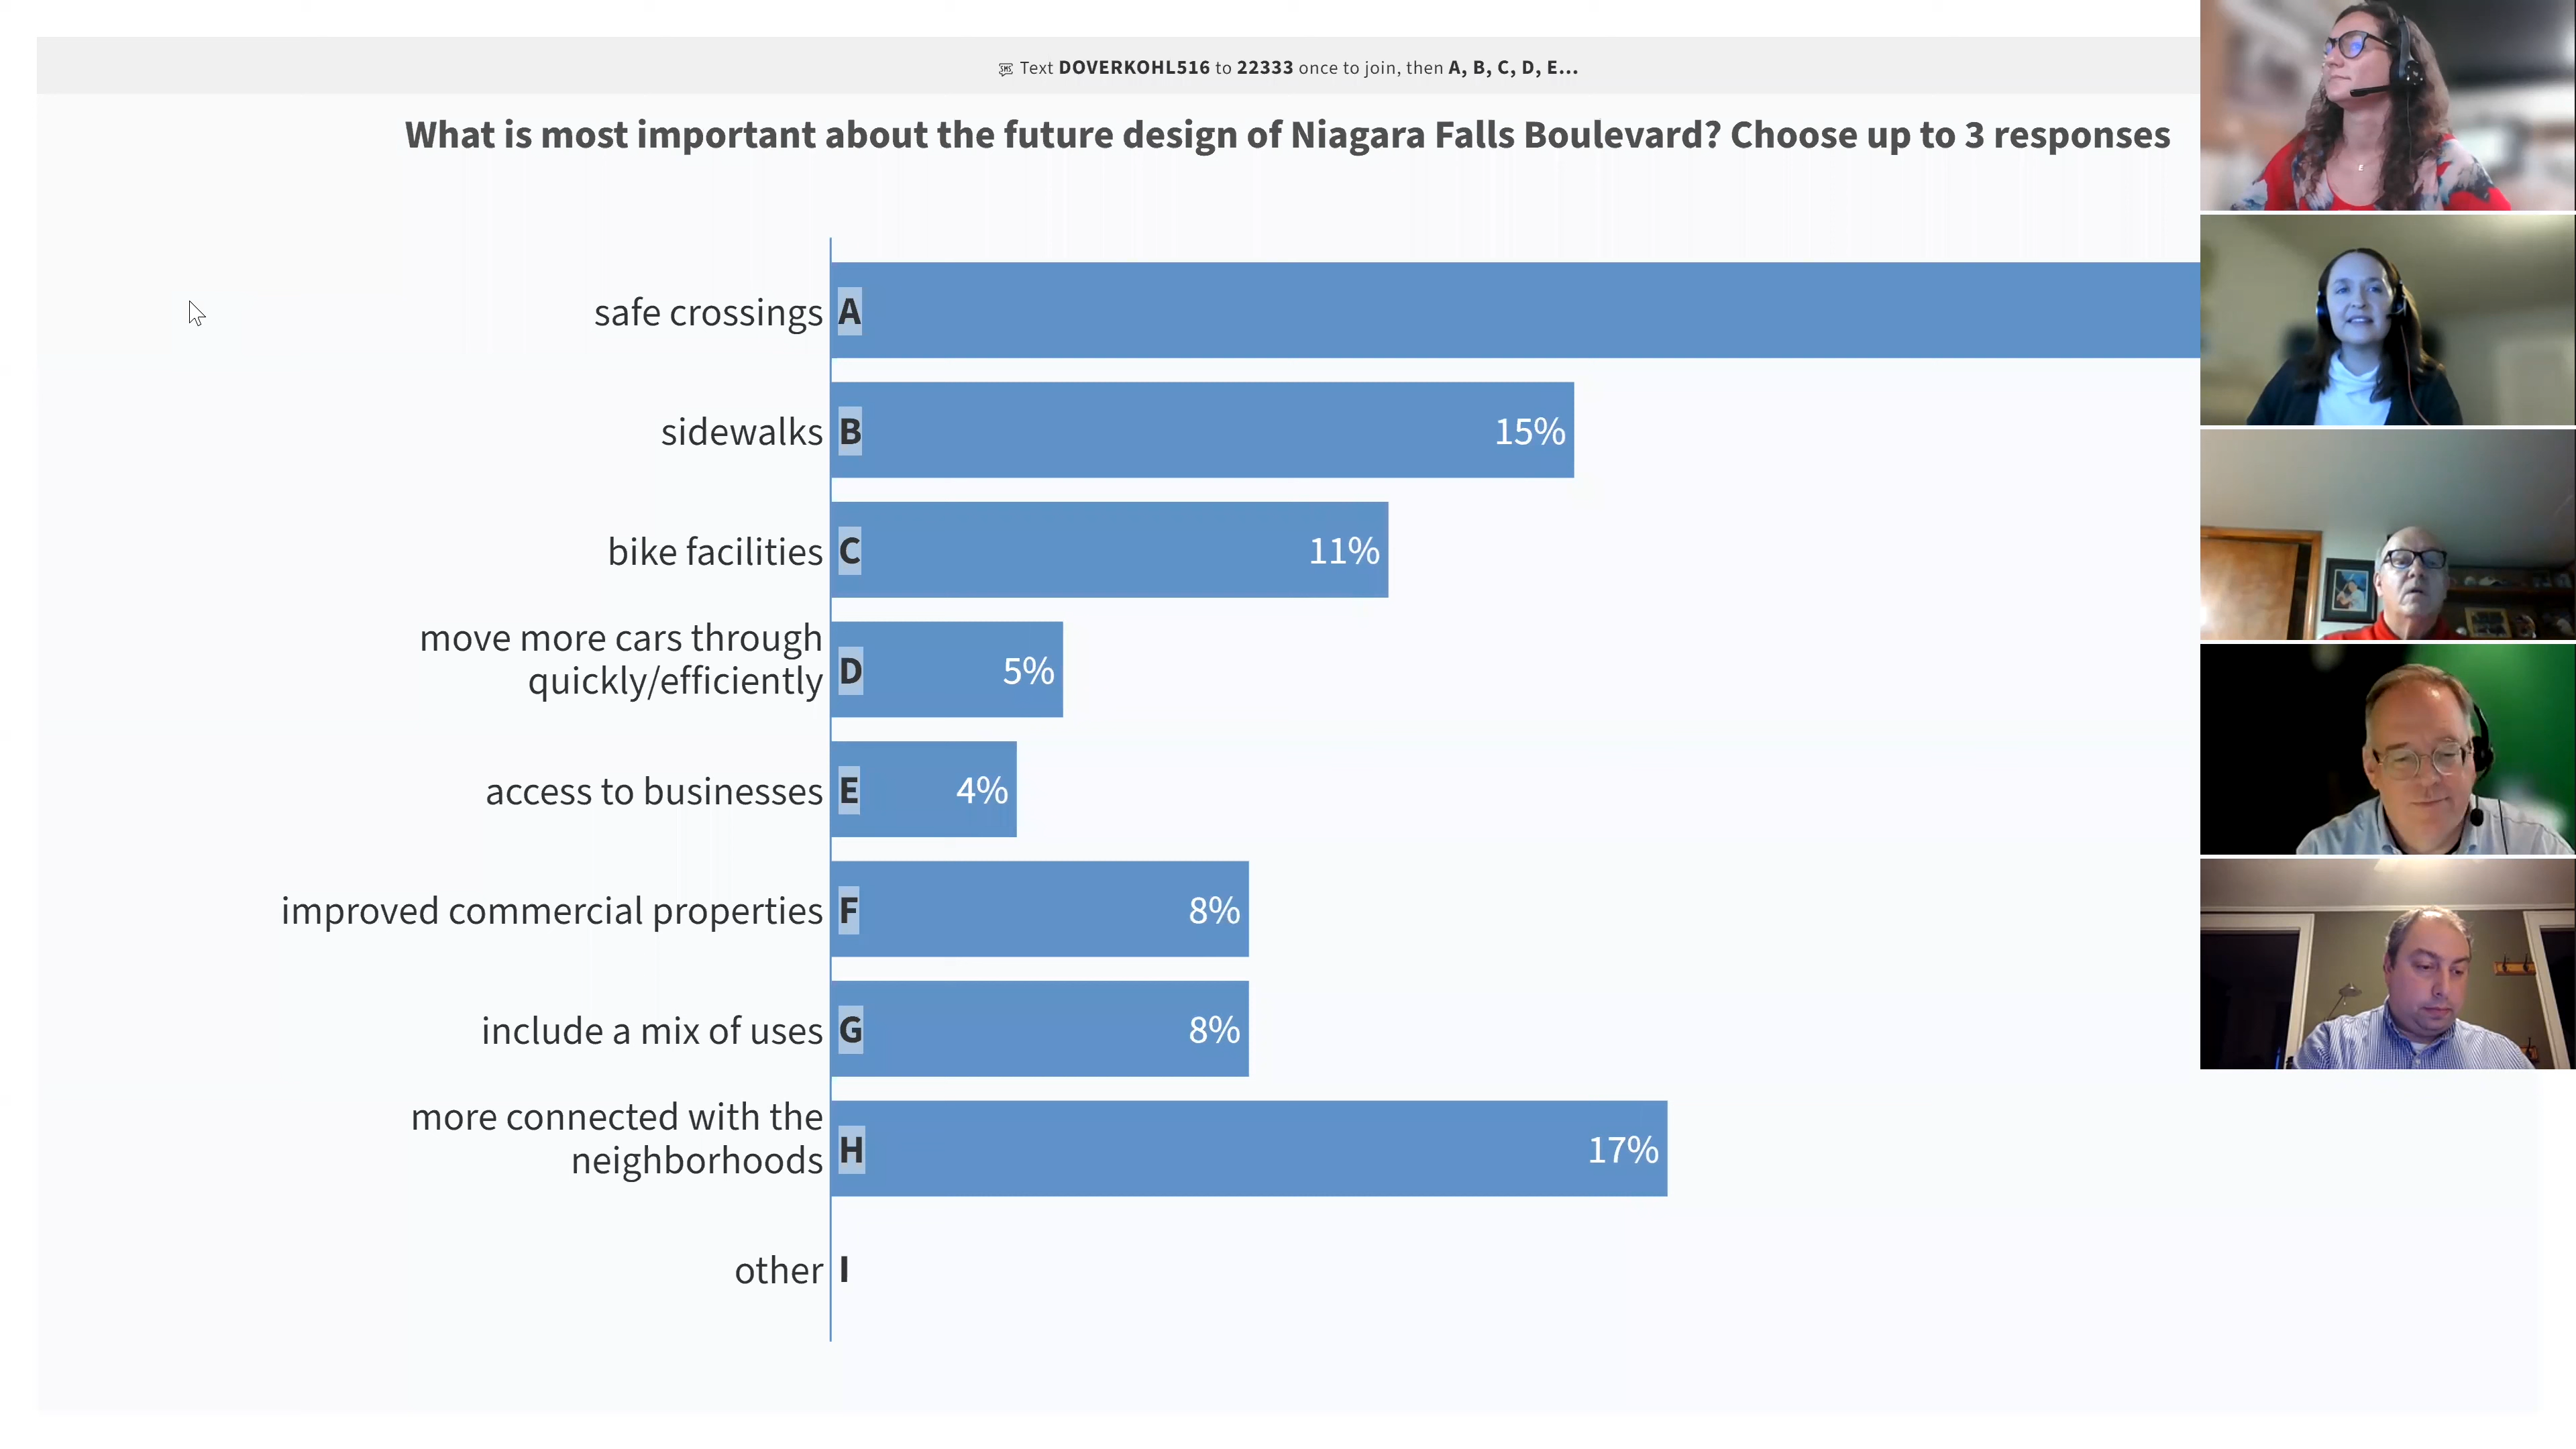 Text DOVERKOHL516 to 22333 once to join, then A, B, C, D, E...
What is most important about the future design of Niagara Falls Boulevard? Choose up to 3 responses
safe crossings A
sidewalks B 15%
bike facilities C 11%
move more cars through
quickly/efficiently D 5%
access to businesses E 4%
improved commercial properties F 8%
include a mix of uses G 8%
more connected with the
neighborhoods H 17%
other I